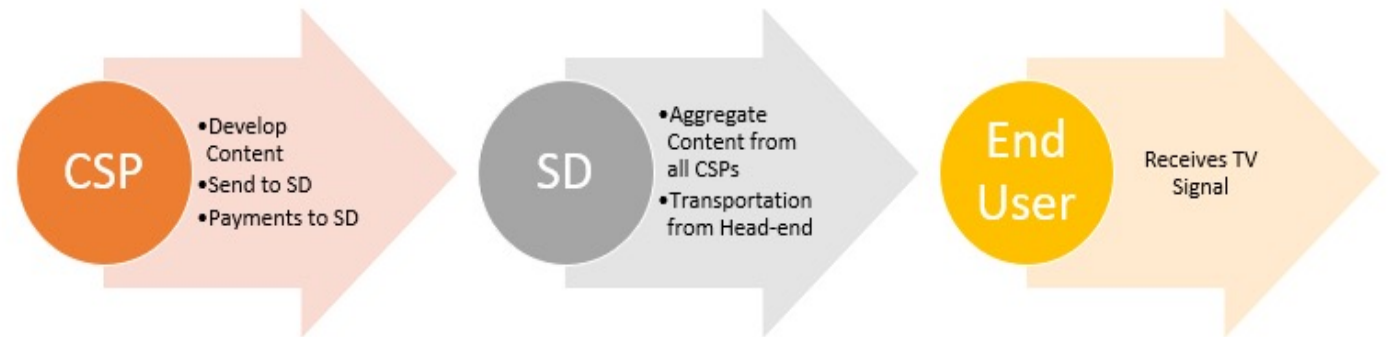 CSP
•Develop
Content
•Send to SD
•Payments to SD
SD
•Aggregate
Content from
all CSPs
•Transportation
from Head-end
End
User
Receives TV
Signal